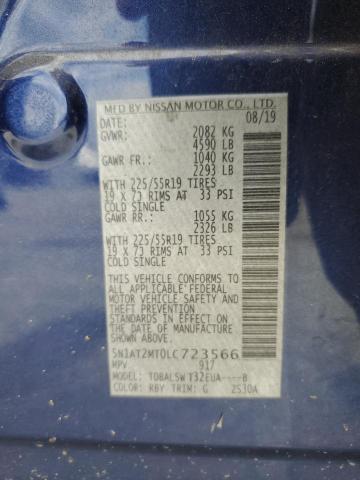 MFD BY NISSAN MOTOR CO., LTD.
DATE: 08/19
GVWR: 2082 KG
4590 LB
GAWR FR: 1040 KG
2293 LB
WITH 225/55R19 TIRES
19 X 7J RIMS AT 33 PSI
COLD SINGLE
GAWR RR: 1055 KG
2326 LB
WITH 225/55R19 TIRES
19 X 7J RIMS AT 33 PSI
COLD SINGLE
THIS VEHICLE CONFORMS TO
ALL APPLICABLE U.S. FEDERAL
MOTOR VEHICLE SAFETY
AND THEFT PREVENTION
STANDARDS IN EFFECT ON
THE DATE OF MANUFACTURE
SHOWN ABOVE.
5N1AT2MT0LC723566
MPV 917
MODEL: TDBALSW T32EUA----B
COLOR: RBY TRIM: G 2S30A